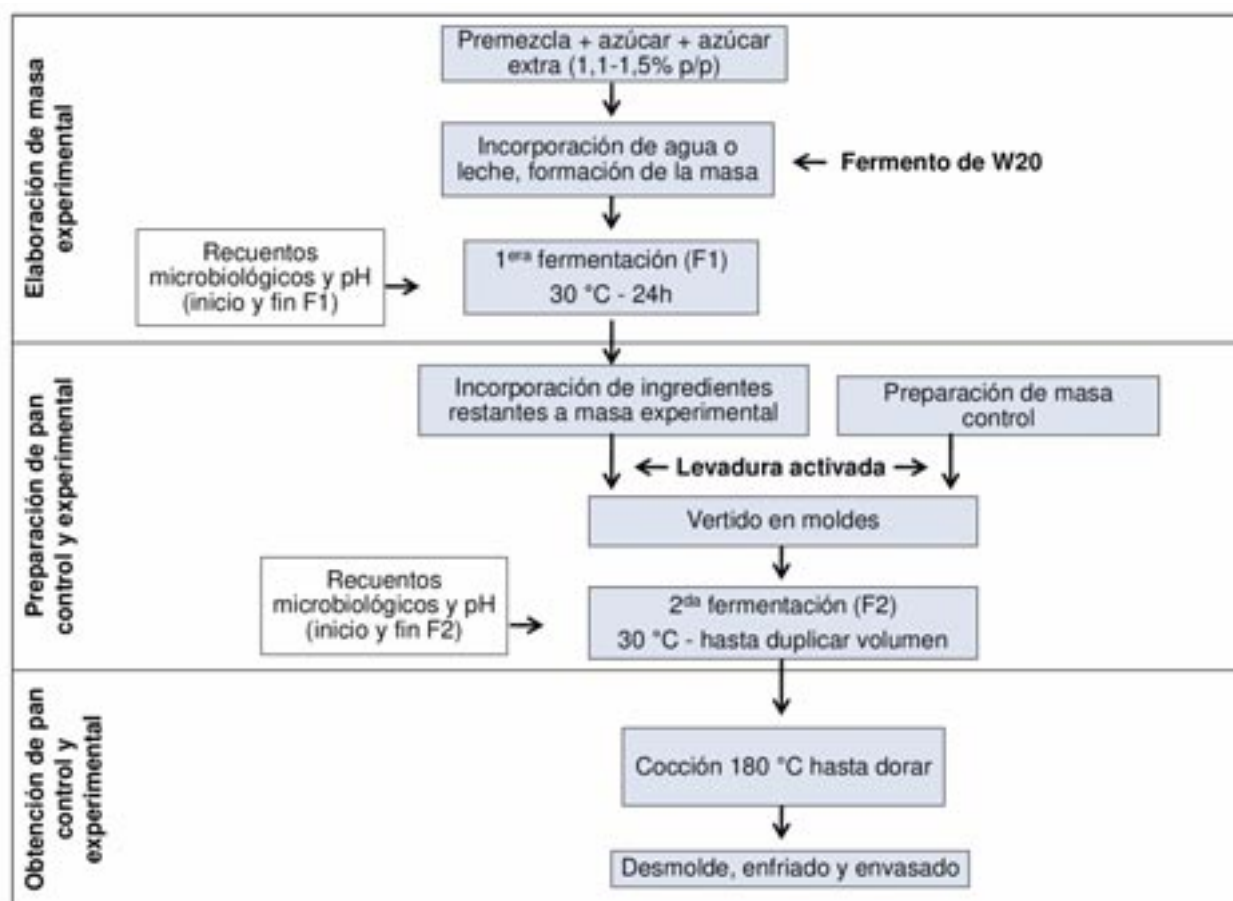 Elaboración de masa
experimental
Premezcla + azúcar + azúcar
extra (1,1-1,5% p/p)
Incorporación de agua o
leche, formación de la masa
Fermento de W20
Recuentos
microbiológicos y pH
(inicio y fin F1)
1era fermentación (F1)
30 °C - 24h
Preparación de pan
control y experimental
Incorporación de ingredientes
restantes a masa experimental
Preparación de masa
control
Levadura activada
Vertido en moldes
Recuentos
microbiológicos y pH
(inicio y fin F2)
2da fermentación (F2)
30 °C - hasta duplicar volumen
Obtención de pan
control y
experimental
Cocción 180 °C hasta dorar
Desmolde, enfriado y envasado